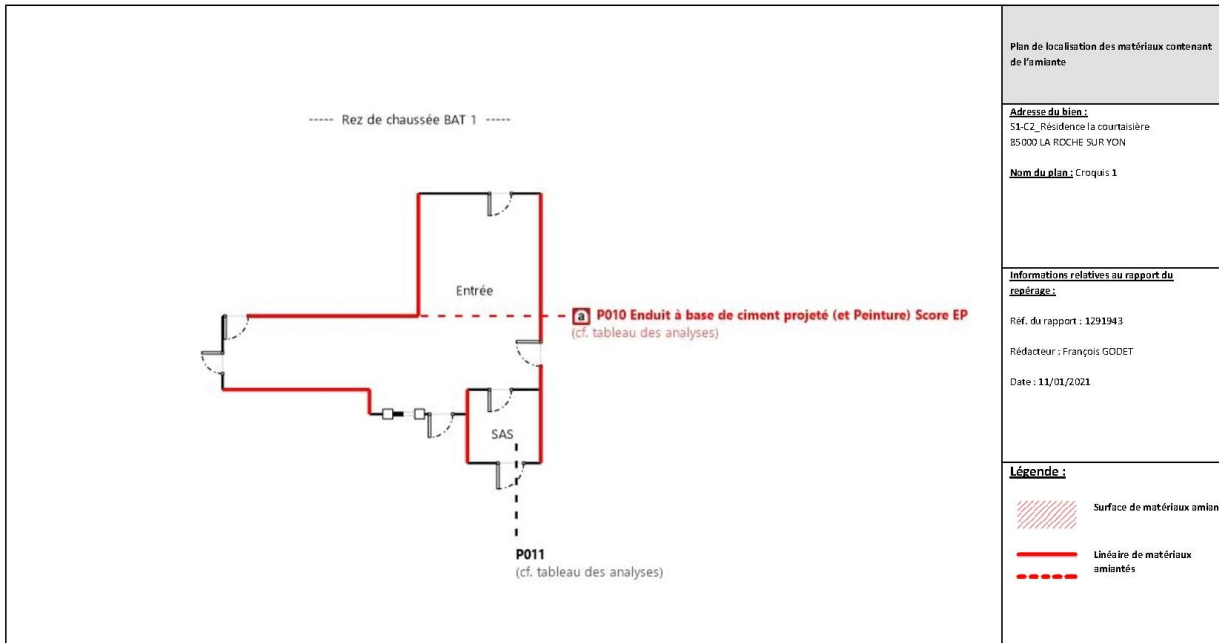 ----- Rez de chaussée BAT 1 -----
Entrée
a P010 Enduit à base de ciment projeté (et Peinture) Score EP
(cf. tableau des analyses)
SAS
P011
(cf. tableau des analyses)
Plan de localisation des matériaux contenant
de l'amiante
Adresse du bien :
S1-C2_Résidence la courtaisière
85000 LA ROCHE SUR YON
Nom du plan : Croquis 1
Informations relatives au rapport du
repérage :
Réf. du rapport : 1291943
Rédacteur : François GODET
Date : 11/01/2021
Légende :
Surface de matériaux amian
Linéaire de matériaux
amiantés